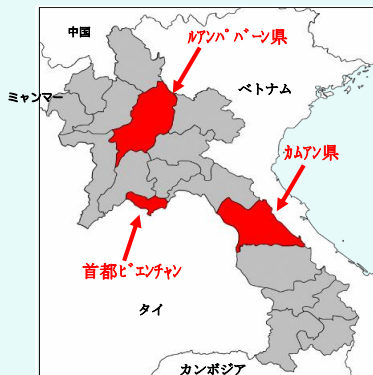 中国
ﾙｱﾝﾊﾟﾊﾞｰﾝ県
ミャンマー
ベトナム
ｶﾑｱﾝ県
首都ﾋﾞｴﾝﾁｬﾝ
タイ
カンボジア